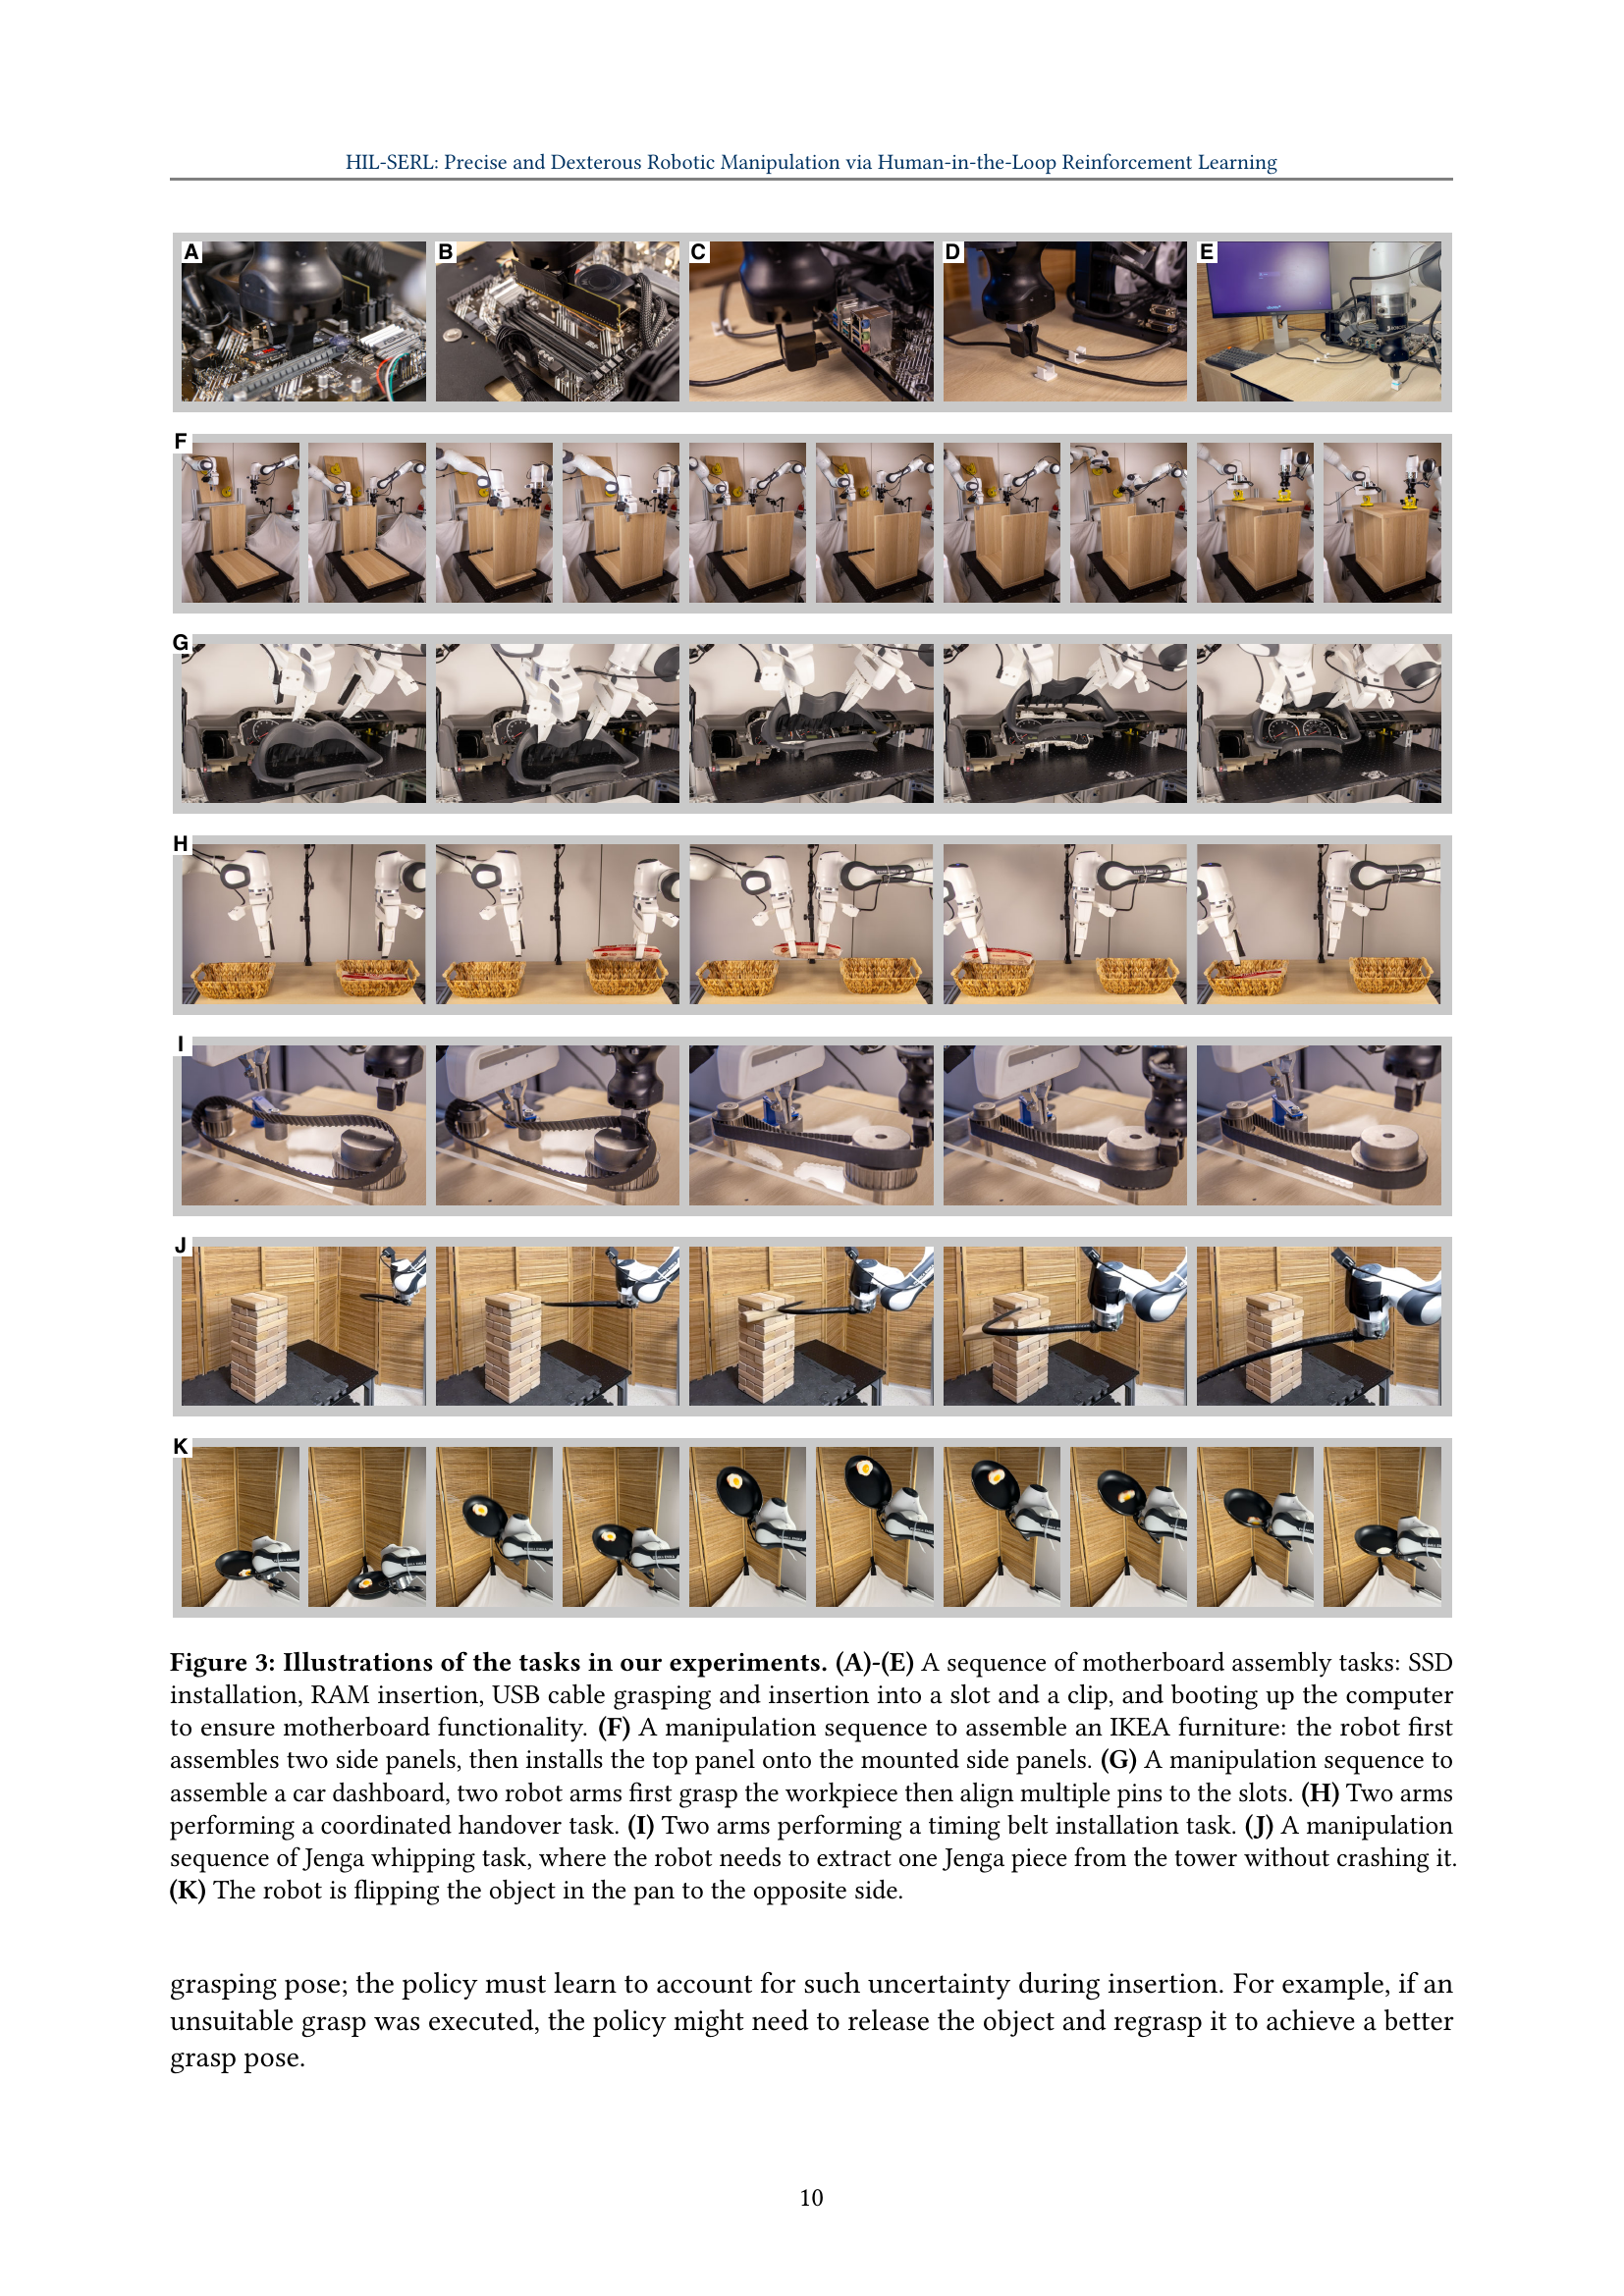 HIL-SERL: Precise and Dexterous Robotic Manipulation via Human-in-the-Loop Reinforcement Learning
A
B
C
D
E
F
G
H
I
J
K
Figure 3: Illustrations of the tasks in our experiments. (A)-(E) A sequence of motherboard assembly tasks: SSD
installation, RAM insertion, USB cable grasping and insertion into a slot and a clip, and booting up the computer
to ensure motherboard functionality. (F) A manipulation sequence to assemble an IKEA furniture: the robot first
assembles two side panels, then installs the top panel onto the mounted side panels. (G) A manipulation sequence to
assemble a car dashboard, two robot arms first grasp the workpiece then align multiple pins to the slots. (H) Two arms
performing a coordinated handover task. (I) Two arms performing a timing belt installation task. (J) A manipulation
sequence of Jenga whipping task, where the robot needs to extract one Jenga piece from the tower without crashing it.
(K) The robot is flipping the object in the pan to the opposite side.
grasping pose; the policy must learn to account for such uncertainty during insertion. For example, if an
unsuitable grasp was executed, the policy might need to release the object and regrasp it to achieve a better
grasp pose.
10